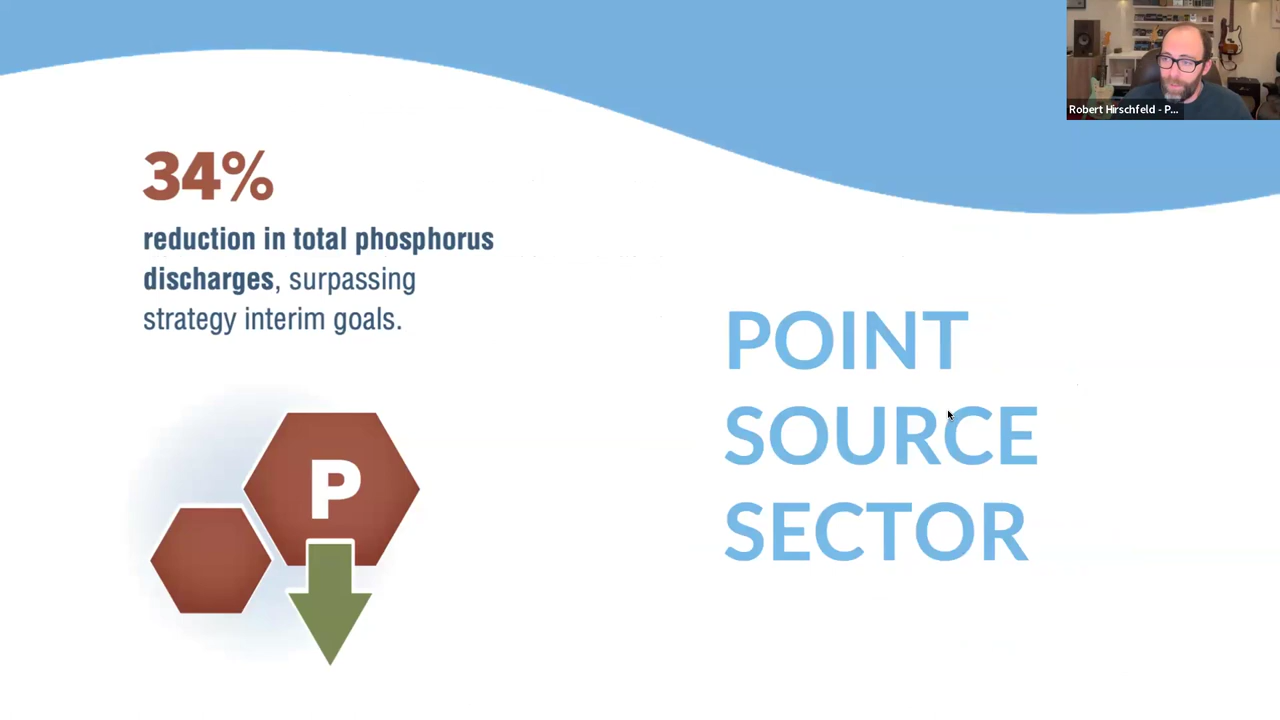 Robert Hirschfeld - P...
34%
reduction in total phosphorus
discharges, surpassing
strategy interim goals.
POINT
SOURCE
SECTOR
P